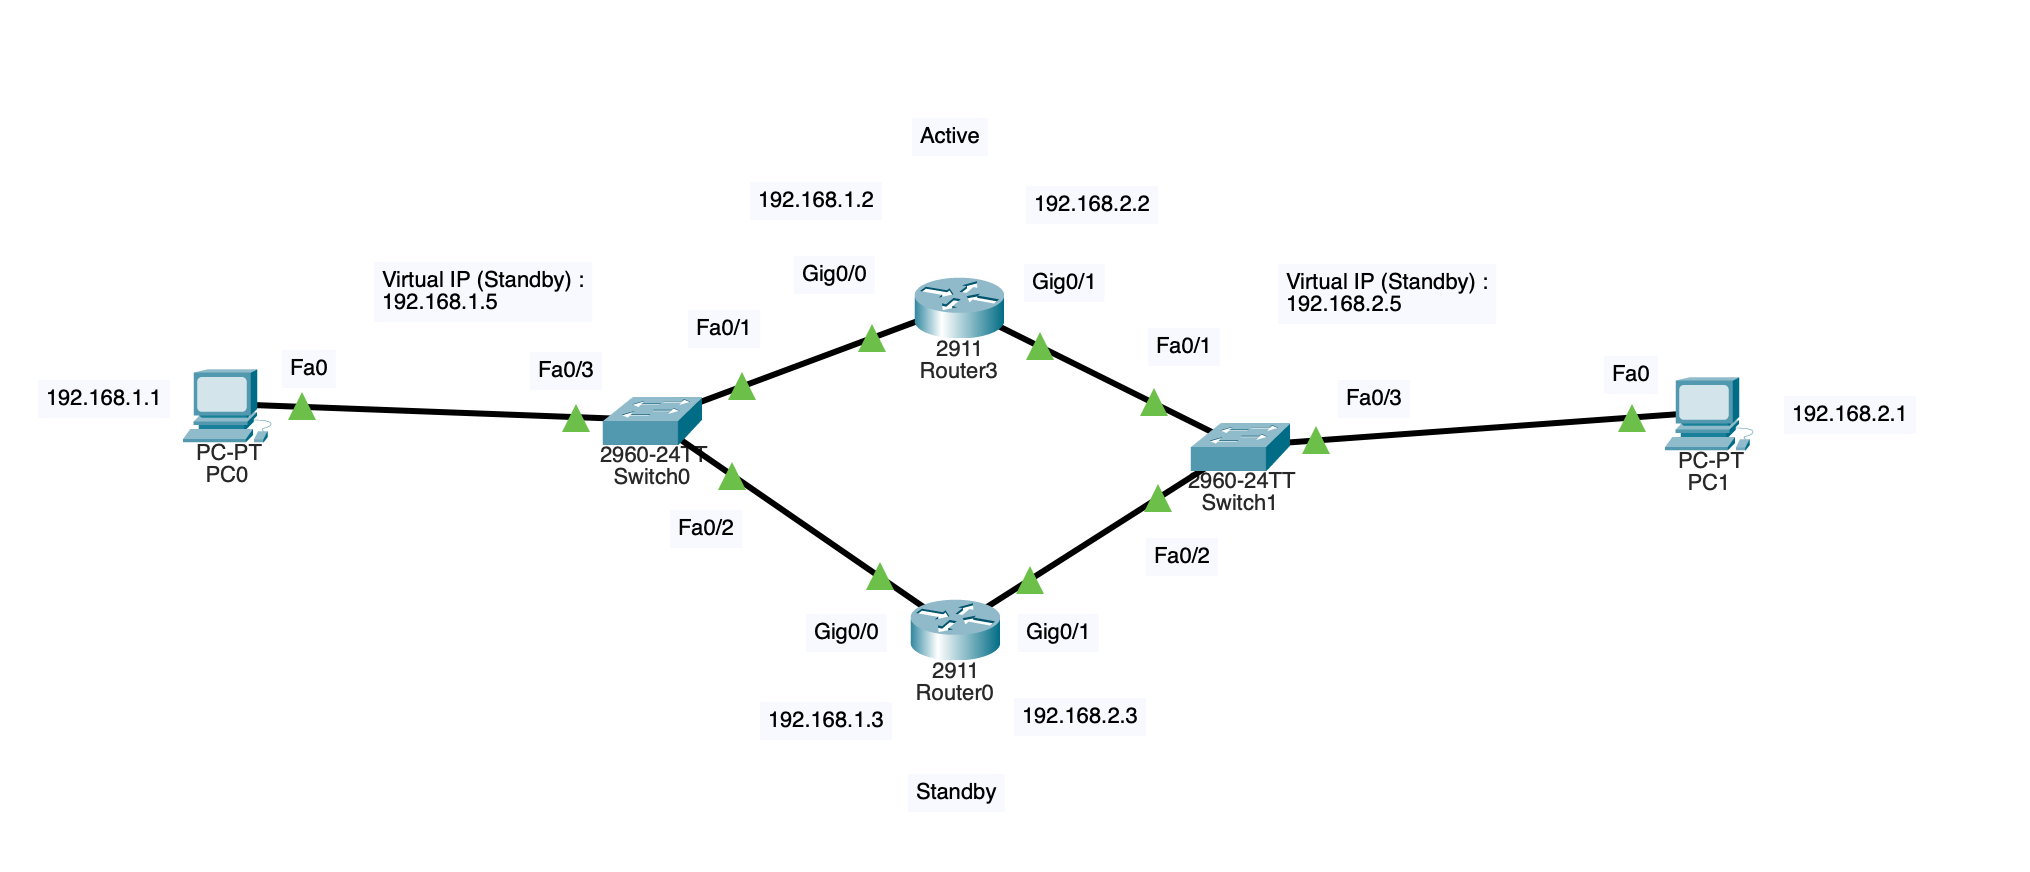 Active
192.168.1.2
192.168.2.2
Virtual IP (Standby) :
192.168.1.5
Gig0/0
Gig0/1
Virtual IP (Standby) :
192.168.2.5
Fa0/1
2911
Router3
Fa0/1
192.168.1.1
Fa0
Fa0/3
Fa0/3
Fa0
192.168.2.1
PC-PT
PC0
2960-24TT
Switch0
2960-24TT
Switch1
PC-PT
PC1
Fa0/2
Fa0/2
Gig0/0
Gig0/1
2911
Router0
192.168.1.3
192.168.2.3
Standby